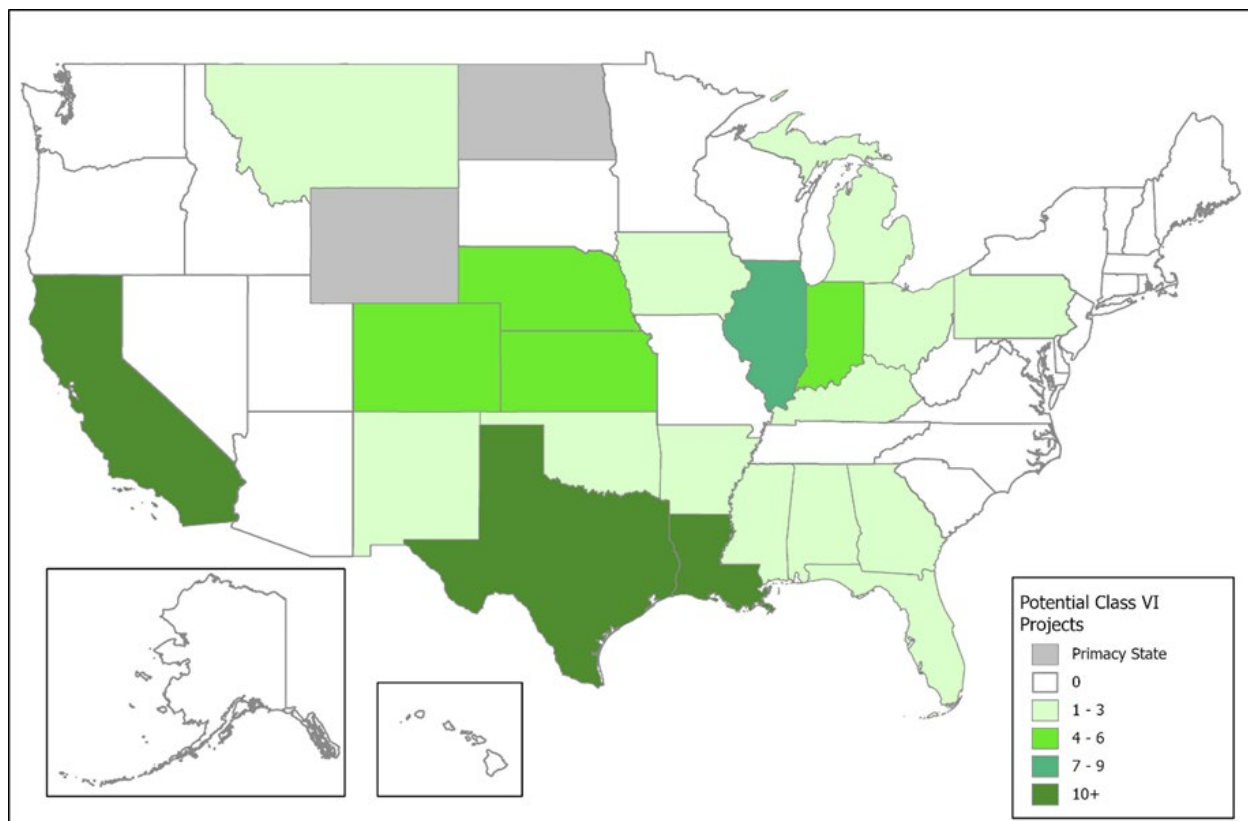 Potential Class VI
Projects
Primacy State
0
1 - 3
4 - 6
7 - 9
10+